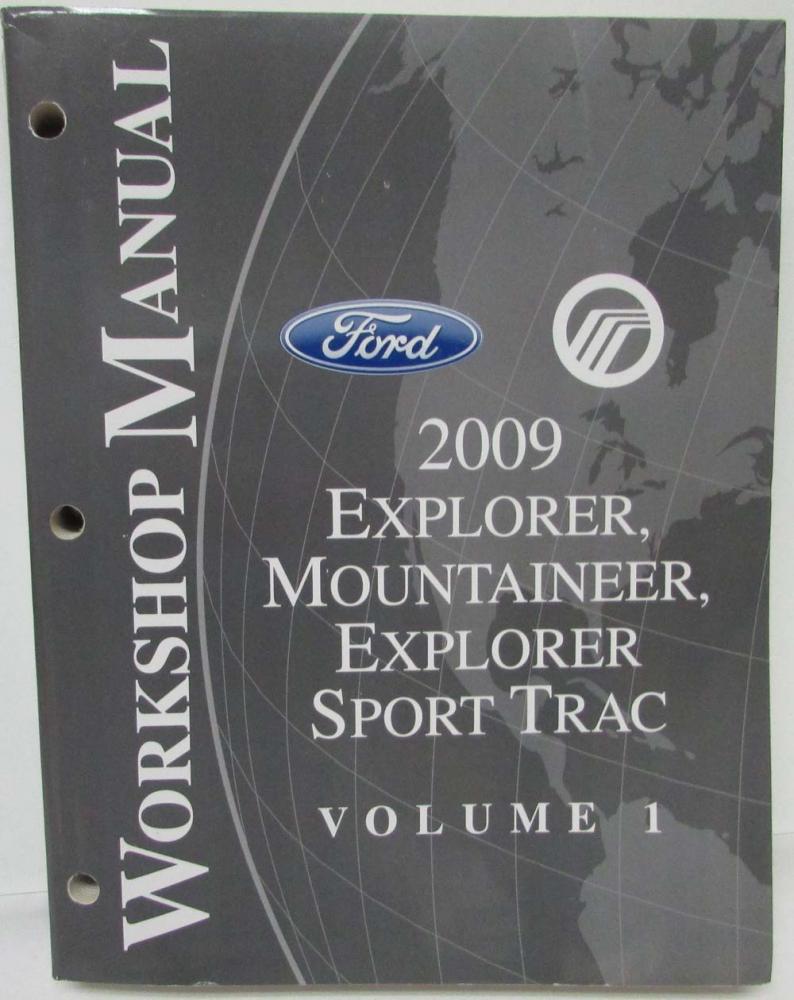 WORKSHOP MANUAL
Ford
2009
EXPLORER,
MOUNTAINEER,
EXPLORER
SPORT TRAC
VOLUME 1